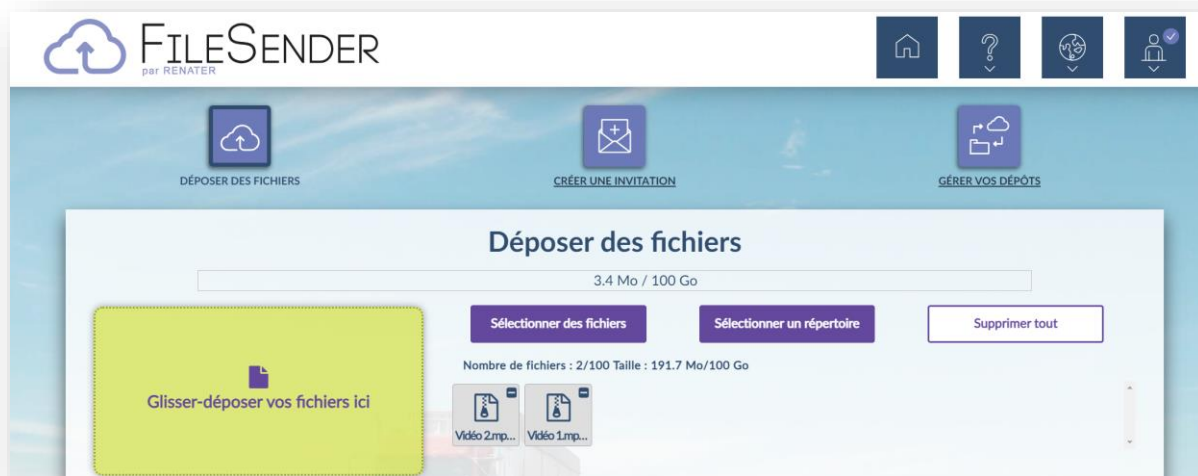 FILESENDER
par RENATER
DÉPOSER DES FICHIERS
CRÉER UNE INVITATION
GÉRER VOS DÉPÔTS
Déposer des fichiers
3.4 Mo / 100 Go
Sélectionner des fichiers
Sélectionner un répertoire
Supprimer tout
Nombre de fichiers : 2/100 Taille : 191.7 Mo/100 Go
Glisser-déposer vos fichiers ici
Vidéo 2.mp...
Vidéo 1.mp...